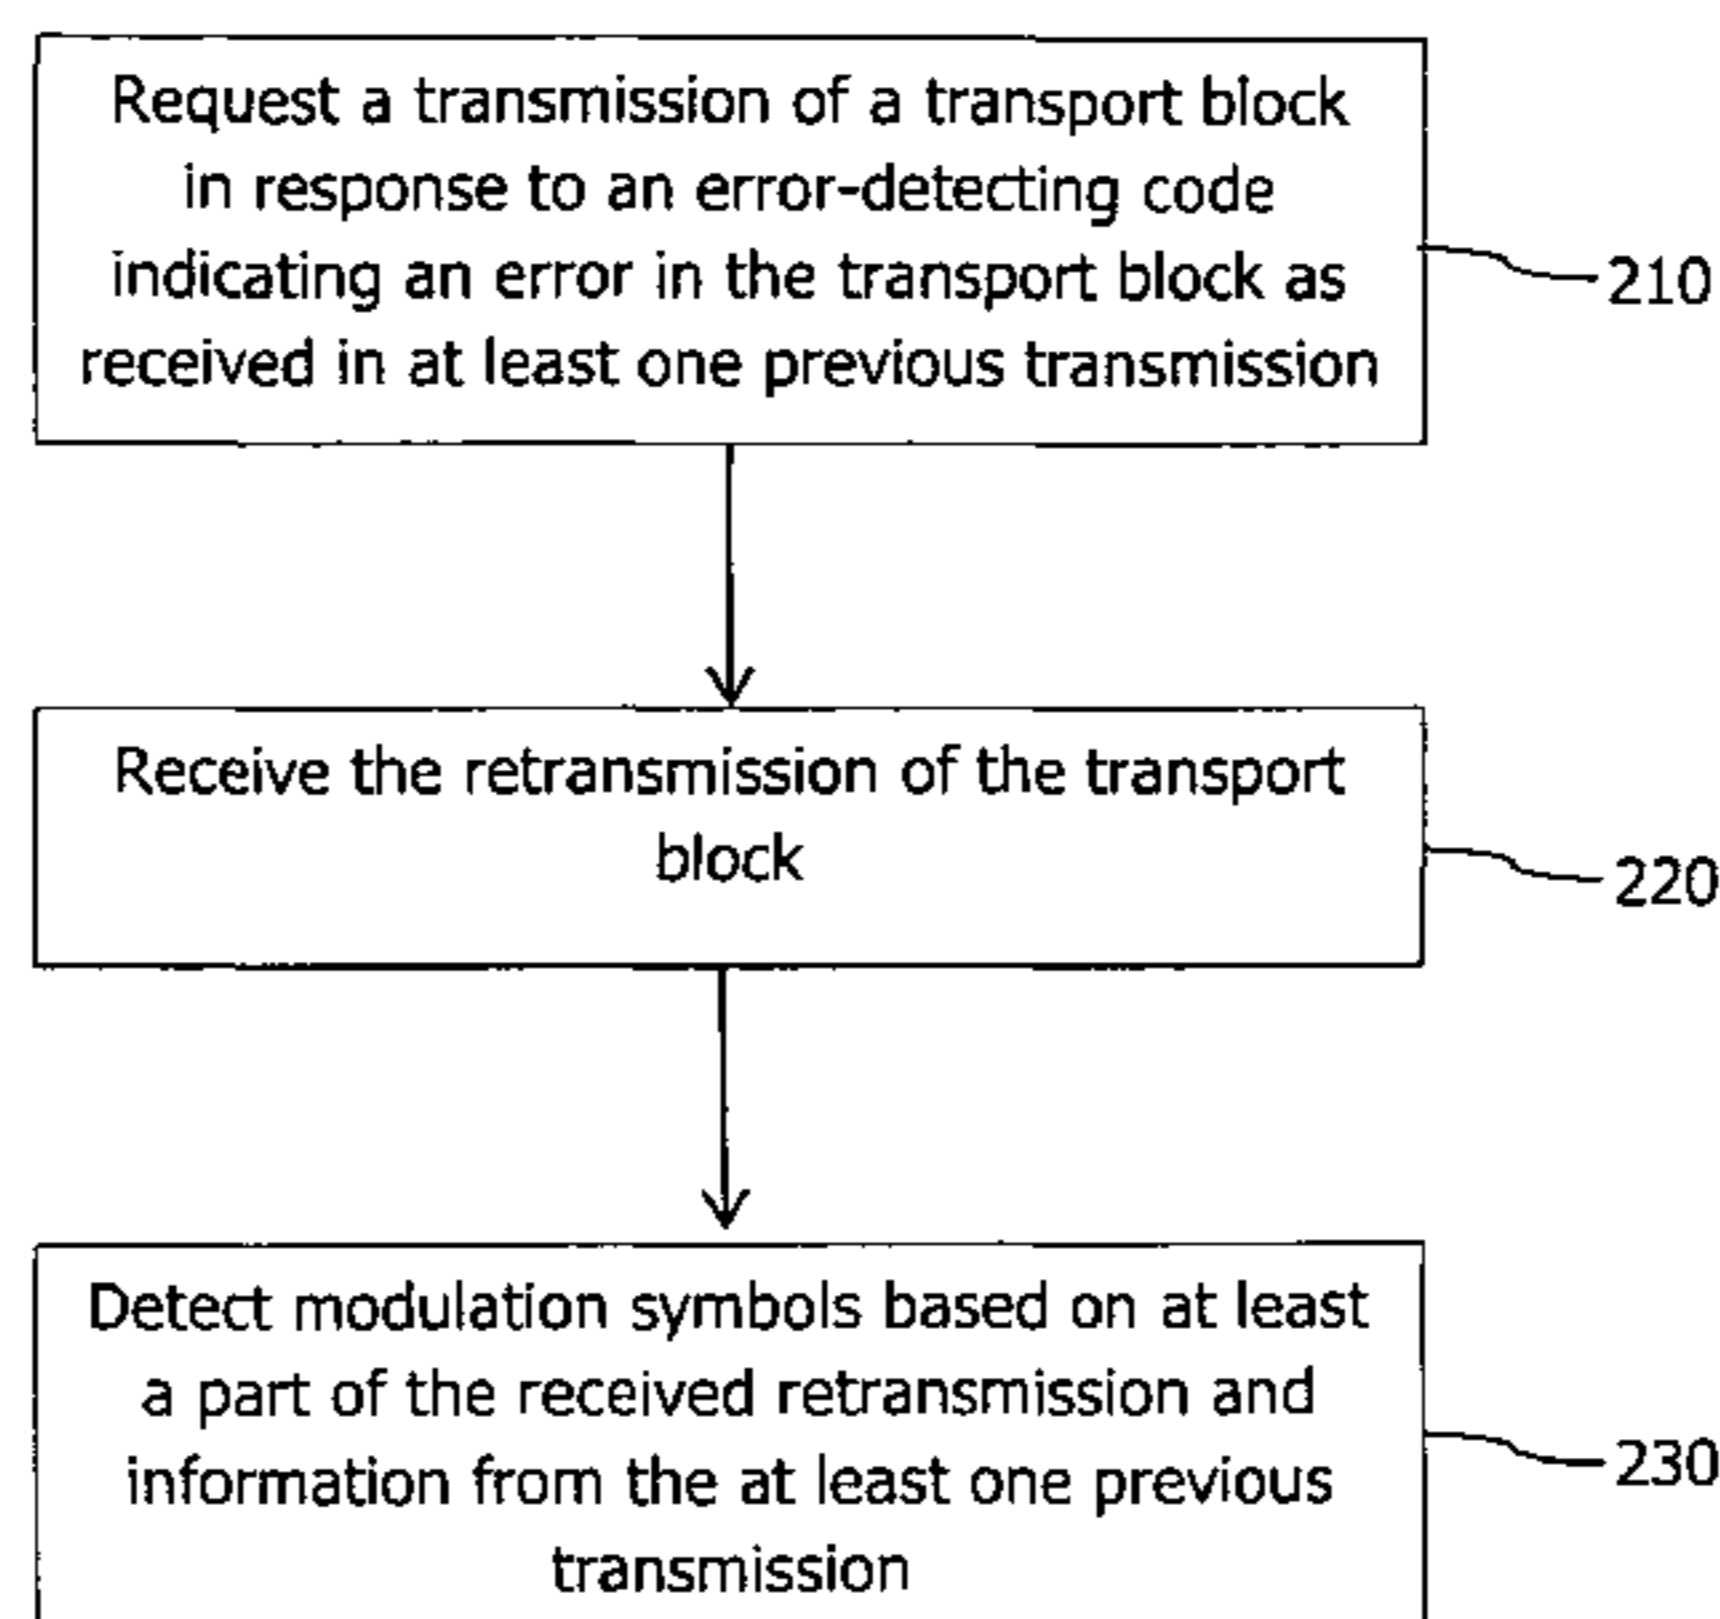 Request a transmission of a transport block
in response to an error-detecting code
indicating an error in the transport block as
received in at least one previous transmission
210
Receive the retransmission of the transport
block
220
Detect modulation symbols based on at least
a part of the received retransmission and
information from the at least one previous
transmission
230